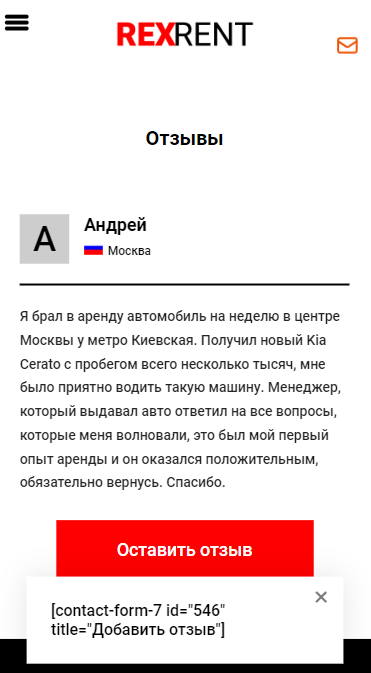 REXRENT
Отзывы
А
Андрей
Москва
Я брал в аренду автомобиль на неделю в центре
Москвы у метро Киевская. Получил новый Kia
Cerato с пробегом всего несколько тысяч, мне
было приятно водить такую машину. Менеджер,
который выдавал авто ответил на все вопросы,
которые меня волновали, это был мой первый
опыт аренды и он оказался положительным,
обязательно вернусь. Спасибо.
Оставить отзыв
[contact-form-7 id="546"
title="Добавить отзыв"]